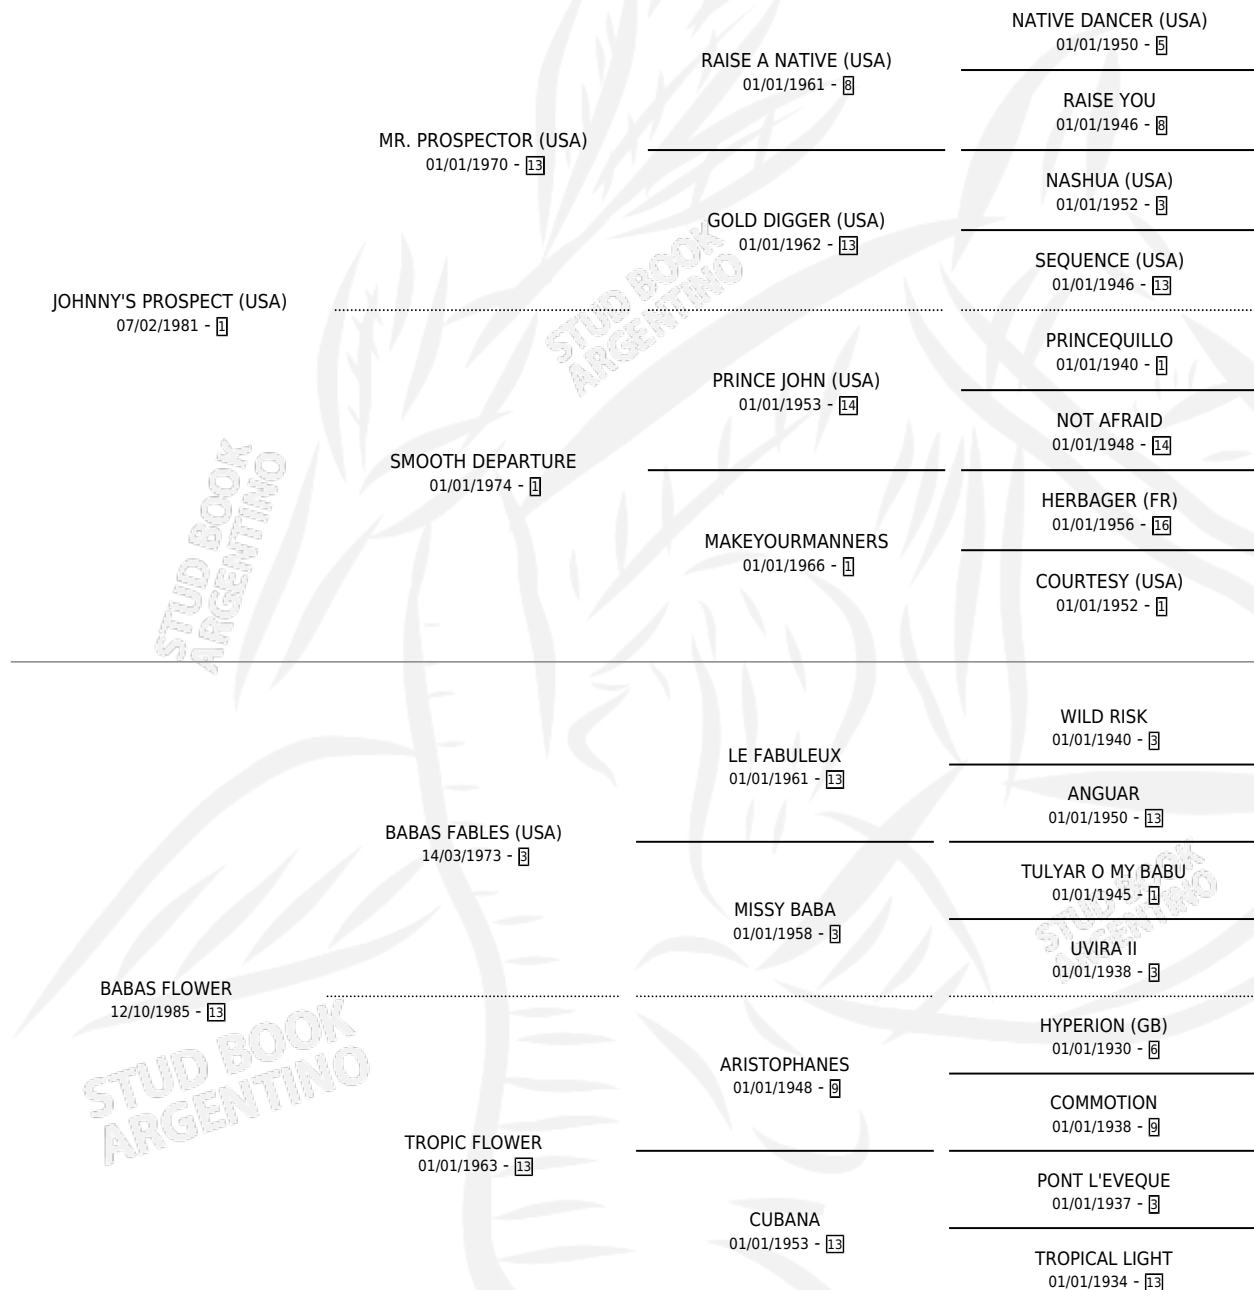 NATIVE DANCER (USA)
01/01/1950 - 5
RAISE A NATIVE (USA)
01/01/1961 - 8
RAISE YOU
01/01/1946 - 8
MR. PROSPECTOR (USA)
01/01/1970 - 13
NASHUA (USA)
01/01/1952 - 3
GOLD DIGGER (USA)
01/01/1962 - 13
SEQUENCE (USA)
01/01/1946 - 13
JOHNNY'S PROSPECT (USA)
07/02/1981 - 1
STUD BOOK
ARGENTINO
PRINCEQUILLO
01/01/1940 - 1
PRINCE JOHN (USA)
01/01/1953 - 14
NOT AFRAID
01/01/1948 - 14
SMOOTH DEPARTURE
01/01/1974 - 1
HERBAGER (FR)
01/01/1956 - 16
MAKEYOURMANNERS
01/01/1966 - 1
COURTESY (USA)
01/01/1952 - 1
STUD BOOK
ARGENTINO
WILD RISK
01/01/1940 - 3
LE FABULEUX
01/01/1961 - 13
ANGUAR
01/01/1950 - 13
BABAS FABLES (USA)
14/03/1973 - 3
TULYAR O MY BABU
01/01/1945 - 1
MISSY BABA
01/01/1958 - 3
UVIRA II
01/01/1938 - 3
STUD BOOK
ARGENTINO
BABAS FLOWER
12/10/1985 - 13
HYPERION (GB)
01/01/1930 - 6
ARISTOPHANES
01/01/1948 - 9
COMMOTION
01/01/1938 - 9
STUD BOOK
ARGENTINO
TROPIC FLOWER
01/01/1963 - 13
PONT L'EVEQUE
01/01/1937 - 3
CUBANA
01/01/1953 - 13
TROPICAL LIGHT
01/01/1934 - 13